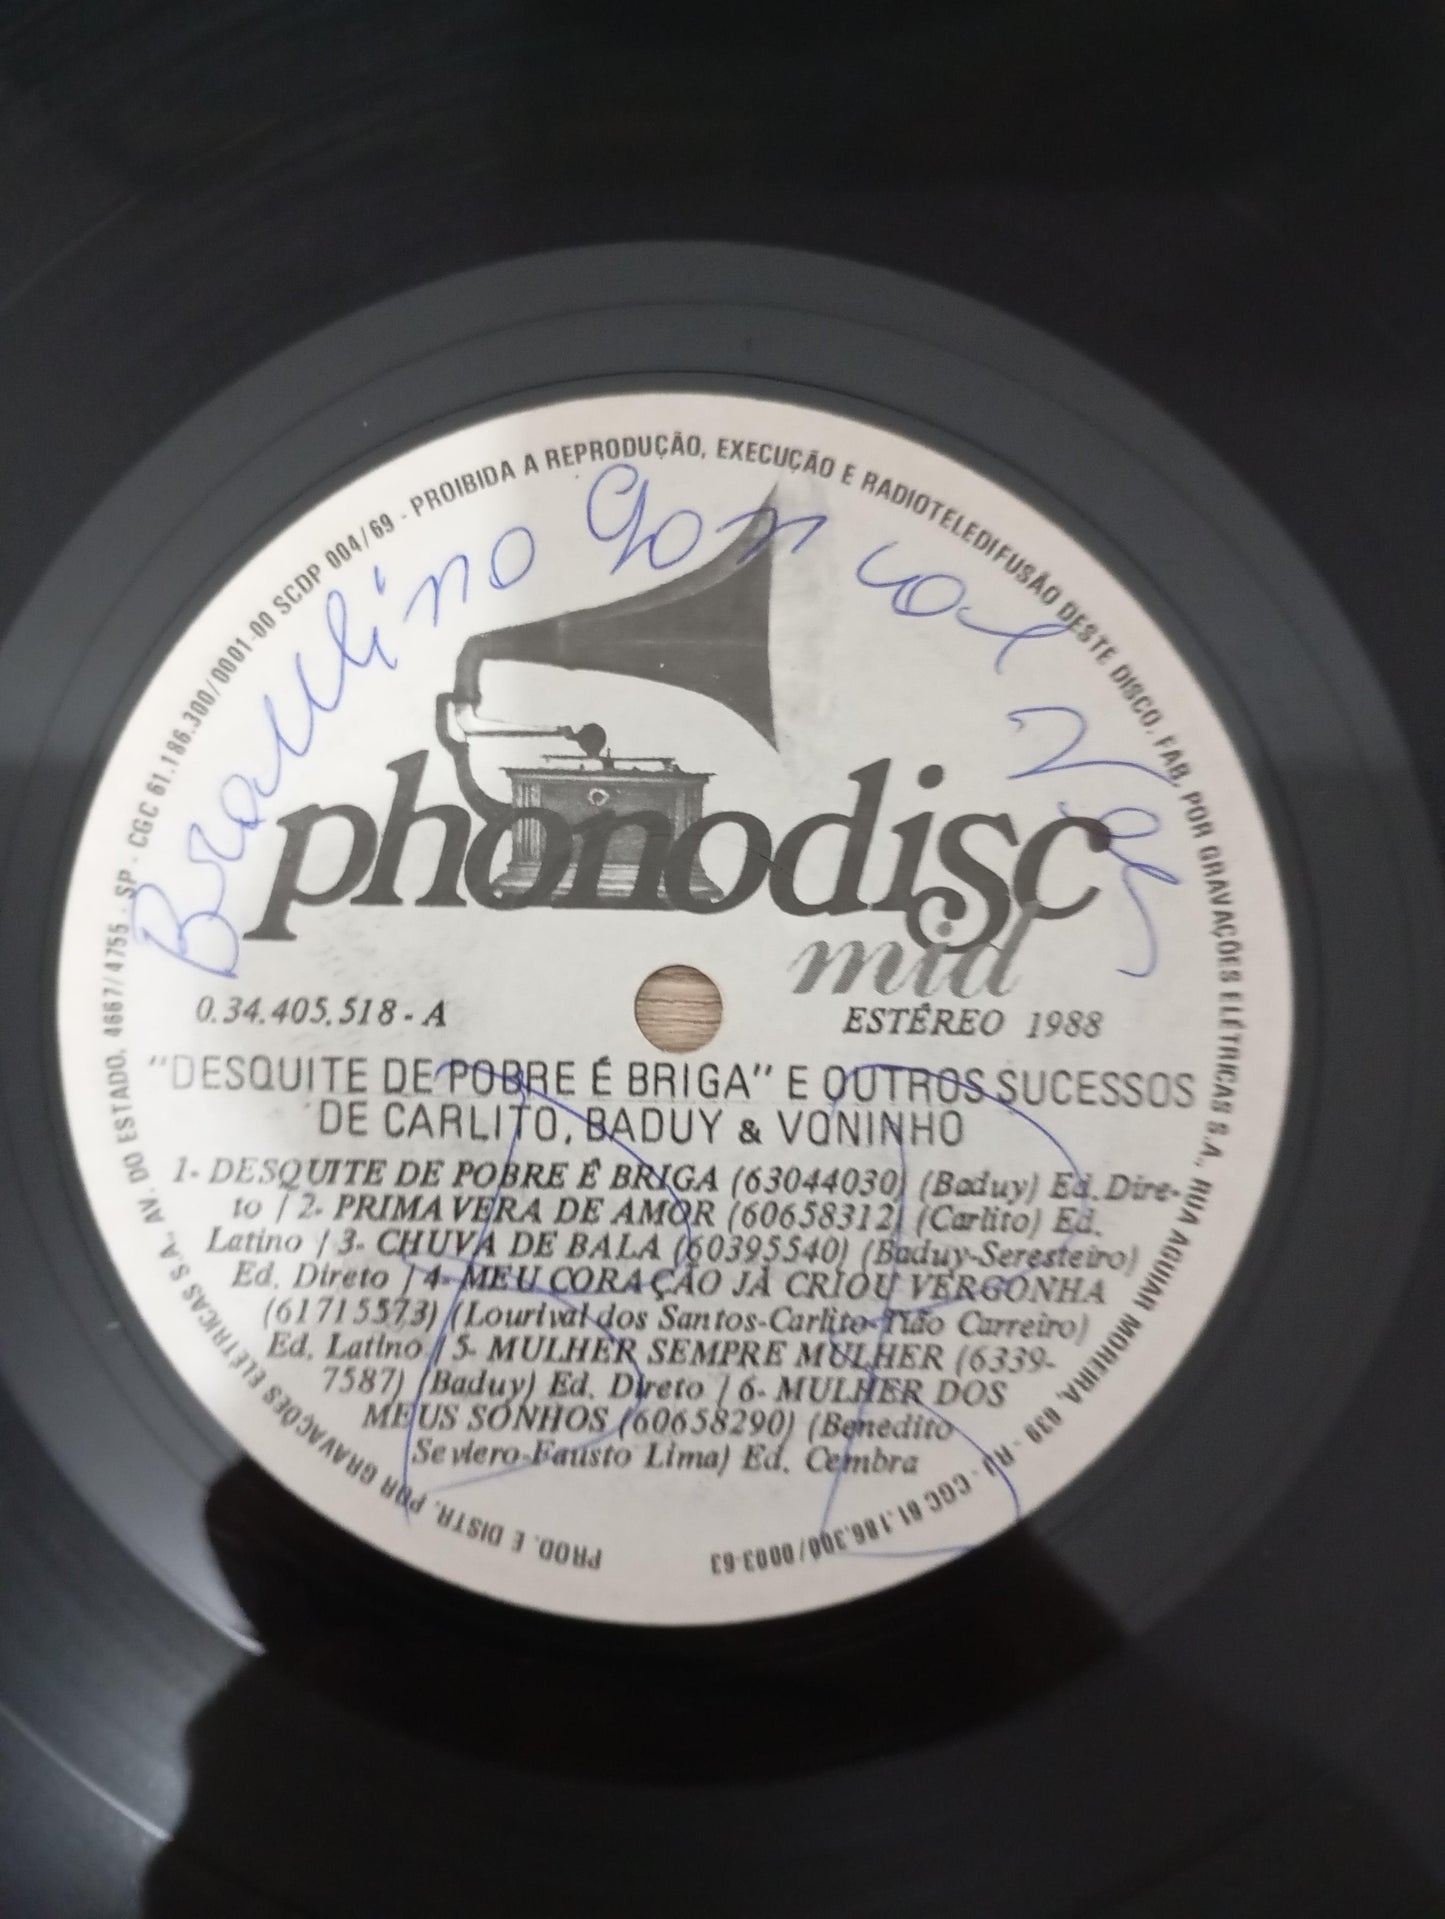 PROD. E DISTR. POR GRAVAÇÕES ELÉTRICAS S.A., AV. DO ESTADO, 4667/4755 - SP - CGC 61.186.300/0001-00 SCDP 004/69 - PROIBIDA A REPRODUÇÃO, EXECUÇÃO E RADIOTELEDIFUSÃO DESTE DISCO. FAB. POR GRAVAÇÕES ELÉTRICAS S.A., RUA AGUIAR MOREIRA, 639 - RJ - CGC 61.186.300/0003-63
Braulino Gon
phonodisc
mid
0.34.405.518 - A
ESTÉREO 1988
"DESQUITE DE POBRE É BRIGA" E OUTROS SUCESSOS
DE CARLITO, BADUY & VONINHO
1- DESQUITE DE POBRE É BRIGA (63044030) (Baduy) Ed. Dire-
to / 2- PRIMAVERA DE AMOR (60658312) (Carlito) Ed.
Latino / 3- CHUVA DE BALA (60395540) (Baduy-Seresteiro)
Ed. Direto / 4- MEU CORAÇÃO JÁ CRIOU VERGONHA
(61715573) (Lourival dos Santos-Carlito-Tião Carreiro)
Ed. Latino / 5- MULHER SEMPRE MULHER (6339-
7587) (Baduy) Ed. Direto / 6- MULHER DOS
MEUS SONHOS (60658290) (Benedito
Seviero-Fausto Lima) Ed. Cembra